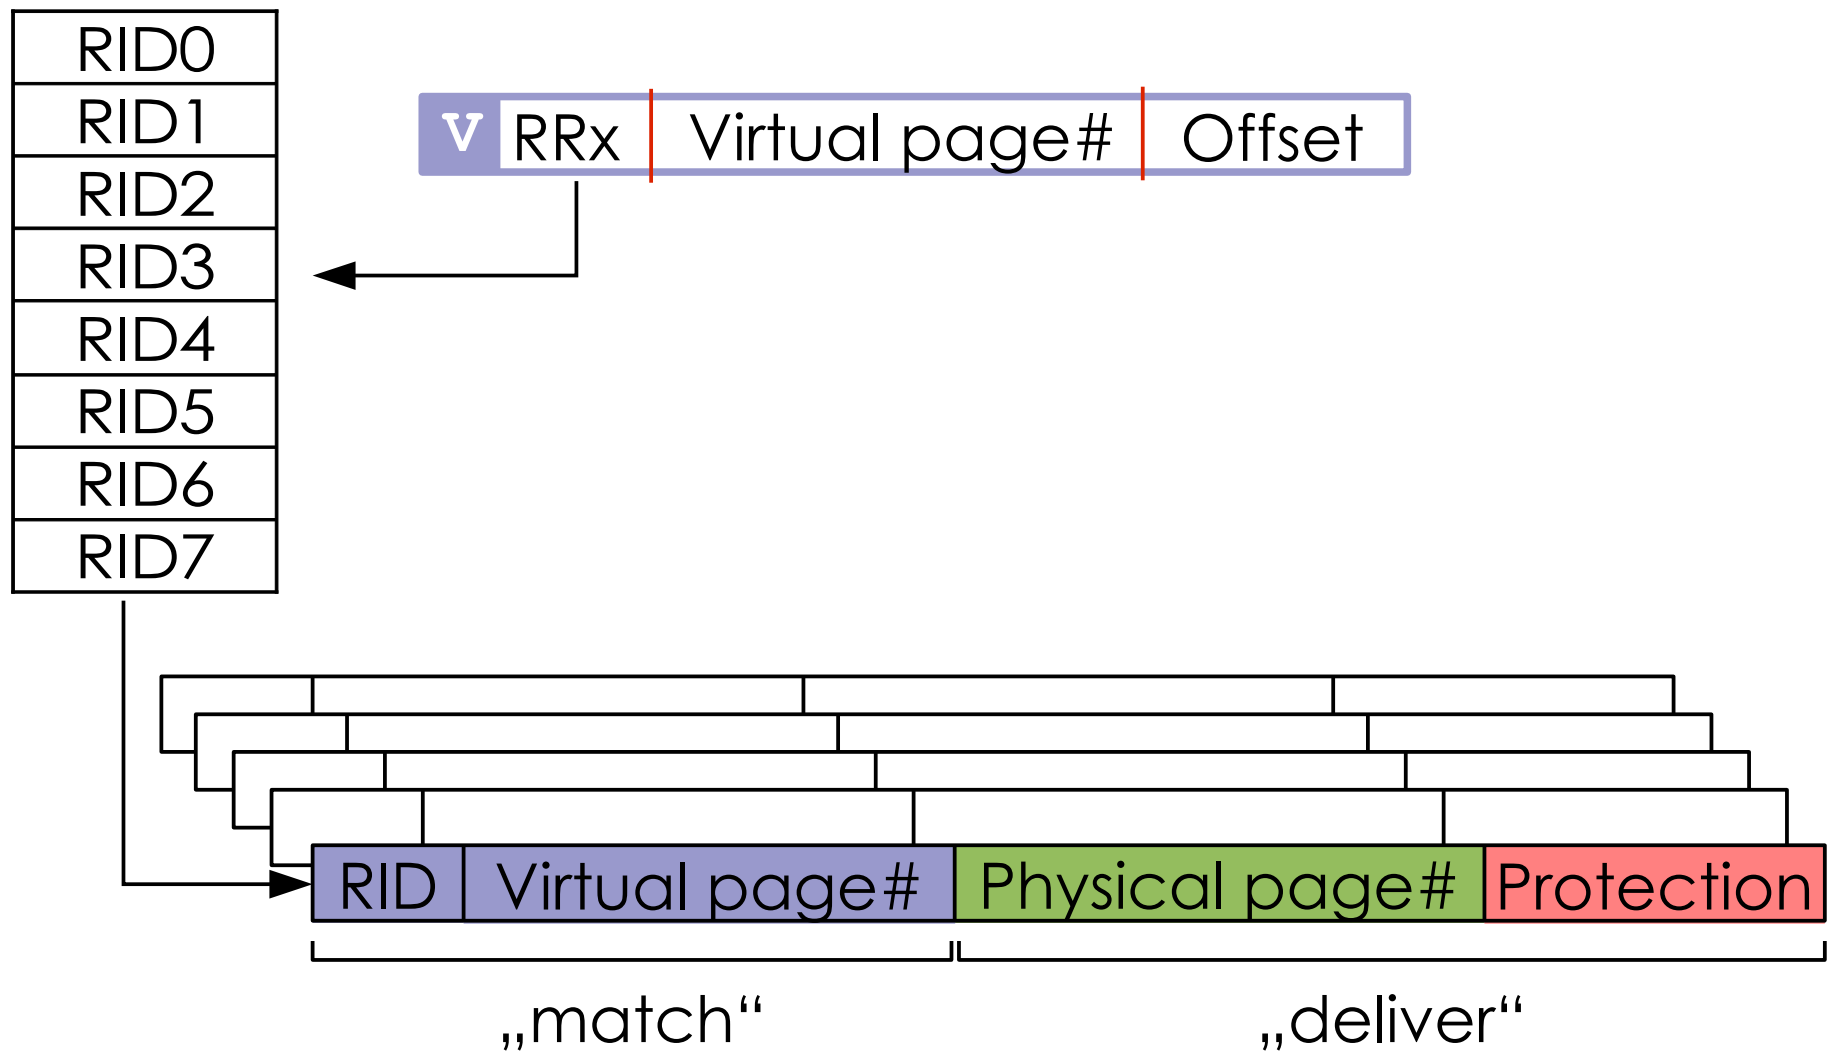 RID0
RID1
RID2
RID3
RID4
RID5
RID6
RID7
v RRx Virtual page# Offset
RID Virtual page# Physical page# Protection
„match“ „deliver“